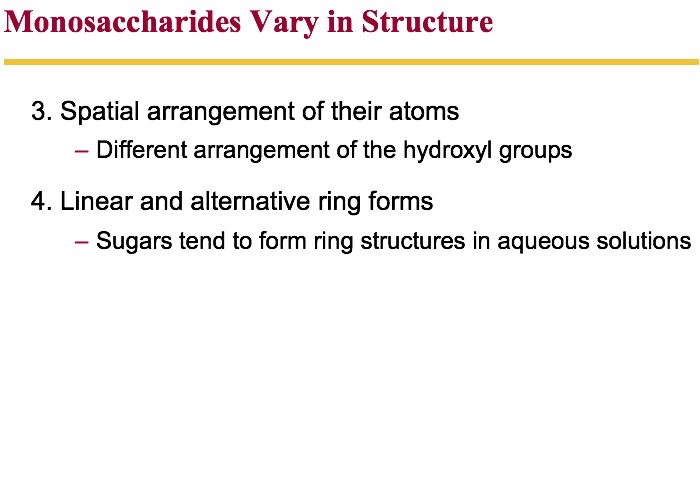 Monosaccharides Vary in Structure
3. Spatial arrangement of their atoms
– Different arrangement of the hydroxyl groups
4. Linear and alternative ring forms
– Sugars tend to form ring structures in aqueous solutions